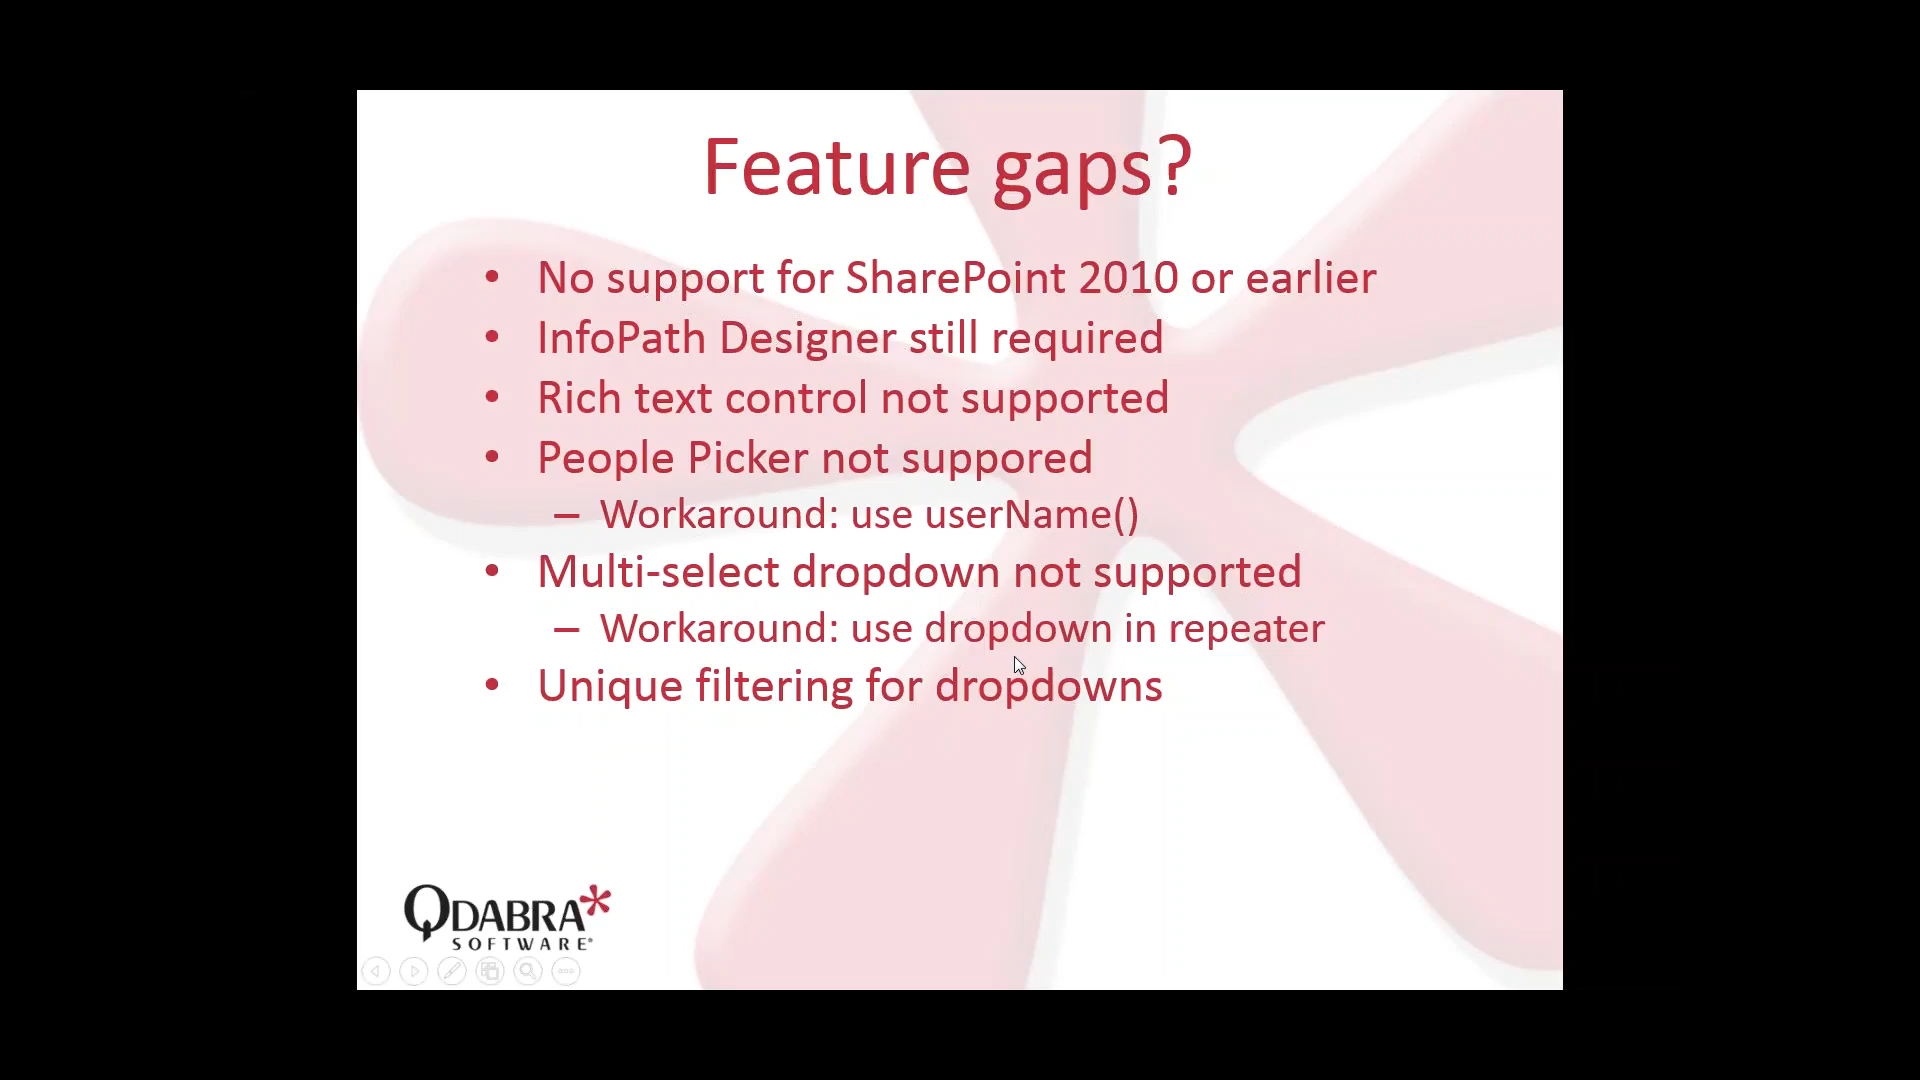 Feature gaps?
• No support for SharePoint 2010 or earlier
• InfoPath Designer still required
• Rich text control not supported
• People Picker not suppored
– Workaround: use userName()
• Multi-select dropdown not supported
– Workaround: use dropdown in repeater
• Unique filtering for dropdowns
QDABRA
SOFTWARE®